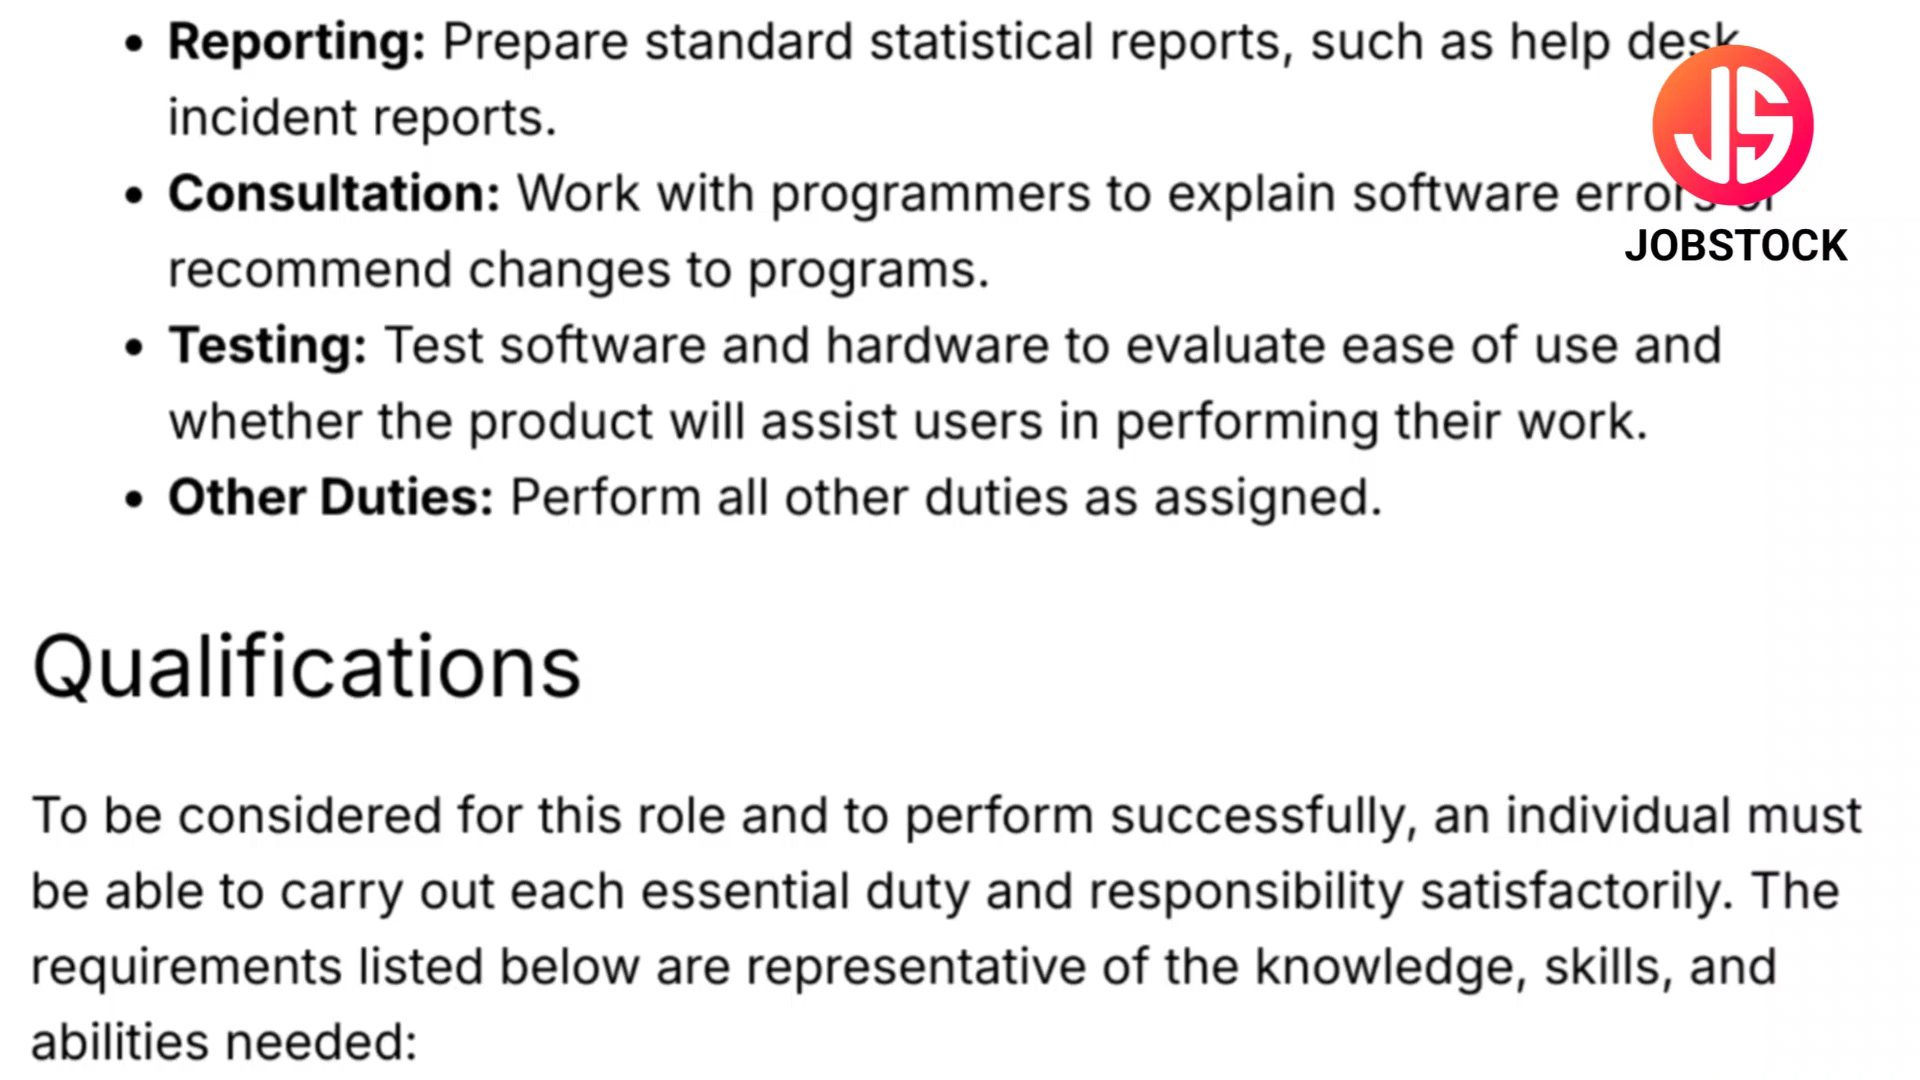 • Reporting: Prepare standard statistical reports, such as help desk
incident reports.
• Consultation: Work with programmers to explain software errors or
recommend changes to programs.
• Testing: Test software and hardware to evaluate ease of use and
whether the product will assist users in performing their work.
• Other Duties: Perform all other duties as assigned.
JS
JOBSTOCK
Qualifications
To be considered for this role and to perform successfully, an individual must
be able to carry out each essential duty and responsibility satisfactorily. The
requirements listed below are representative of the knowledge, skills, and
abilities needed: